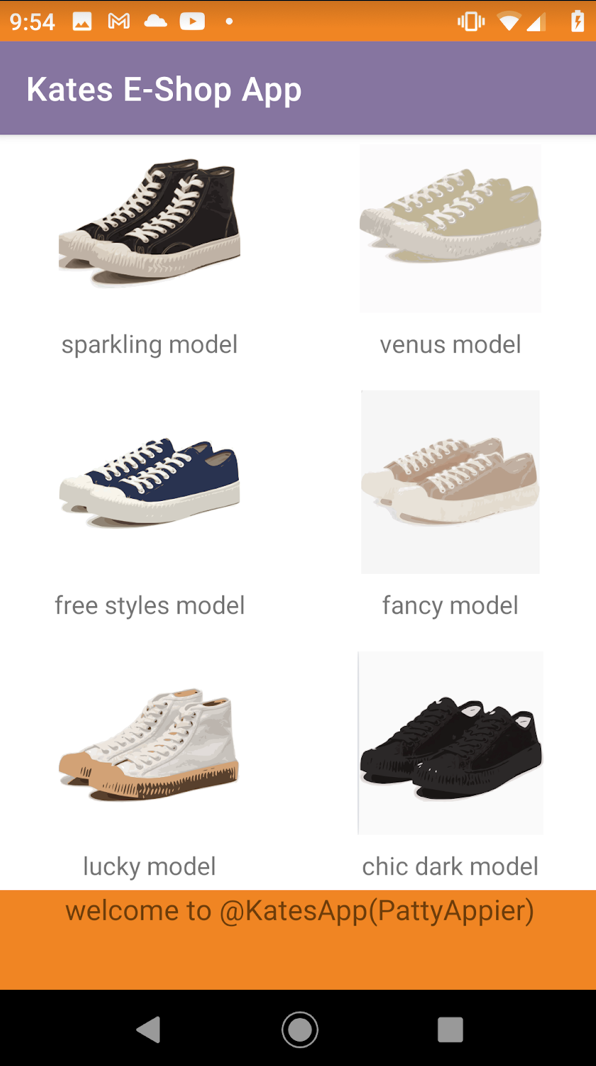 9:54
Kates E-Shop App
sparkling model
venus model
free styles model
fancy model
lucky model
chic dark model
welcome to @KatesApp(PattyAppier)